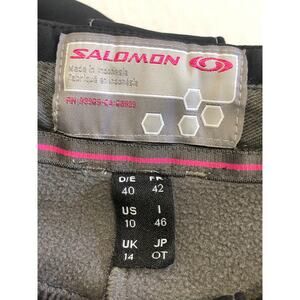 SALOMON
Made in Indonesia
Fabriqué en Indonésie
D/E FR
40 42
US I
10 46
UK JP
14 OT